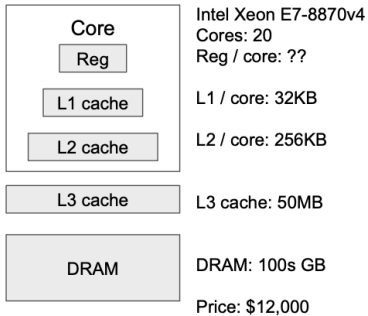 Core
Reg
L1 cache
L2 cache
L3 cache
DRAM
Intel Xeon E7-8870v4
Cores: 20
Reg / core: ??
L1 / core: 32KB
L2 / core: 256KB
L3 cache: 50MB
DRAM: 100s GB
Price: $12,000